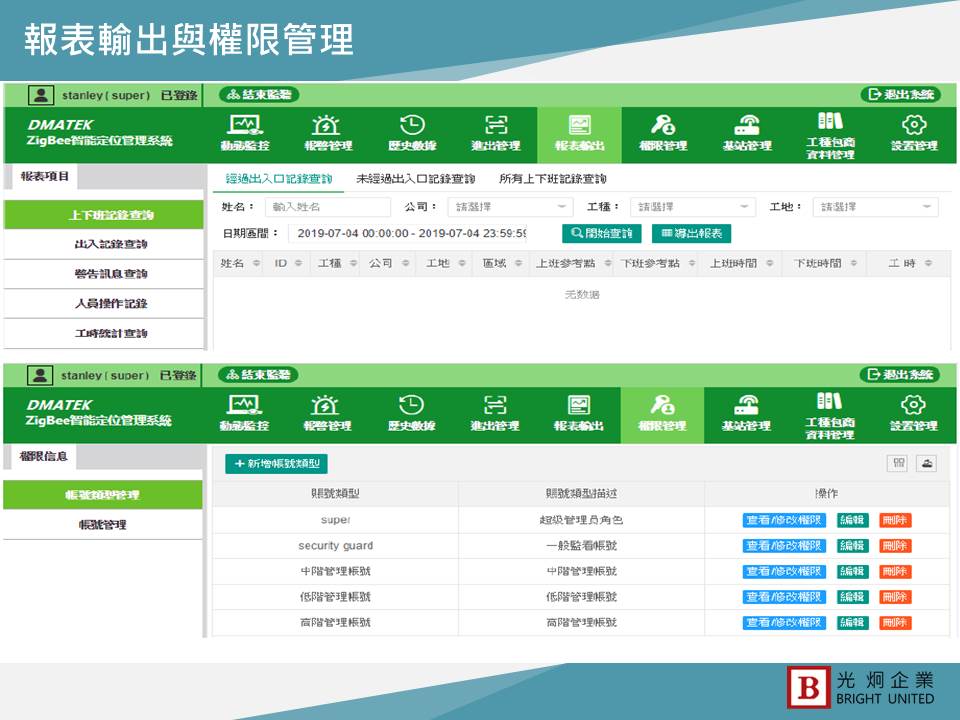 報表輸出與權限管理
stanley ( super ) 已登錄 結束監聽 退出系統
DMATEK
ZigBee智能定位管理系統
動態監控 報警管理 歷史軌跡 進出管理 報表輸出 權限管理 基站管理 工種包商 資料管理 設置管理
報表項目
經過出入口記錄查詢 未經過出入口記錄查詢 所有上下班記錄查詢
上下班記錄查詢
出入記錄查詢
警告訊息查詢
人員操作記錄
工時統計查詢
姓名： 輸入姓名 公司： 請選擇 工種： 請選擇 工地： 請選擇
日期區間： 2019-07-04 00:00:00 - 2019-07-04 23:59:59 開始查詢 導出報表
姓名 ID 工種 公司 工地 區域 上班參考點 下班參考點 上班時間 下班時間 工 時
无数据
stanley ( super ) 已登錄 結束監聽 退出系統
DMATEK
ZigBee智能定位管理系統
動態監控 報警管理 歷史軌跡 進出管理 報表輸出 權限管理 基站管理 工種包商 資料管理 設置管理
權限信息
帳號類型管理
帳號管理
新增帳號類型
賬號類型 賬號類型描述 操作
super 超級管理员角色 查看/修改權限 編輯 刪除
security guard 一般監看帳號 查看/修改權限 編輯 刪除
中階管理帳號 中階管理帳號 查看/修改權限 編輯 刪除
低階管理帳號 低階管理帳號 查看/修改權限 編輯 刪除
高階管理帳號 高階管理帳號 查看/修改權限 編輯 刪除
B 光炯企業
BRIGHT UNITED